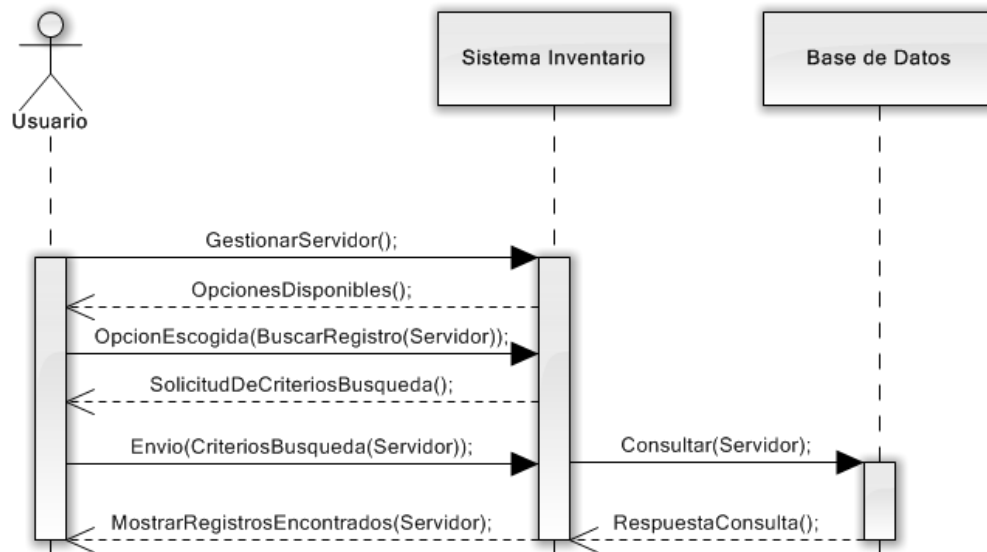 Usuario
Sistema Inventario
Base de Datos
GestionarServidor();
OpcionesDisponibles();
OpcionEscogida(BuscarRegistro(Servidor));
SolicitudDeCriteriosBusqueda();
Envio(CriteriosBusqueda(Servidor));
Consultar(Servidor);
MostrarRegistrosEncontrados(Servidor);
RespuestaConsulta();